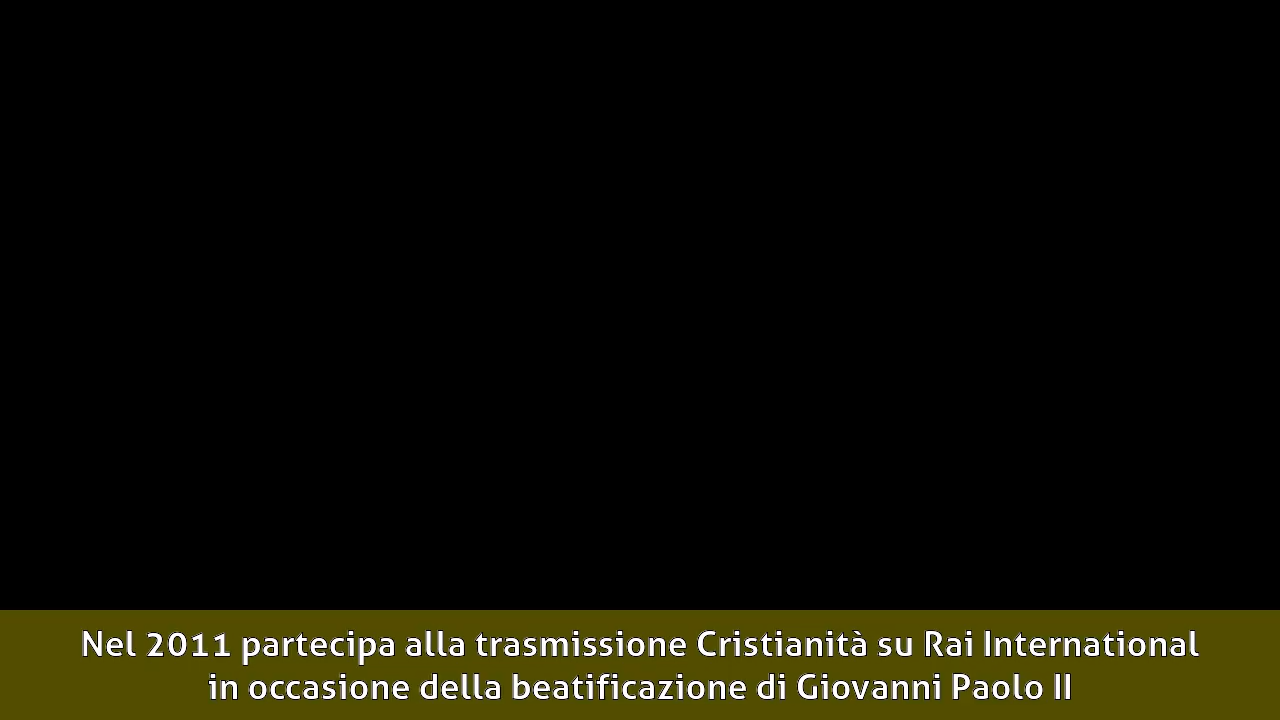 Nel 2011 partecipa alla trasmissione Cristianità su Rai International
in occasione della beatificazione di Giovanni Paolo II